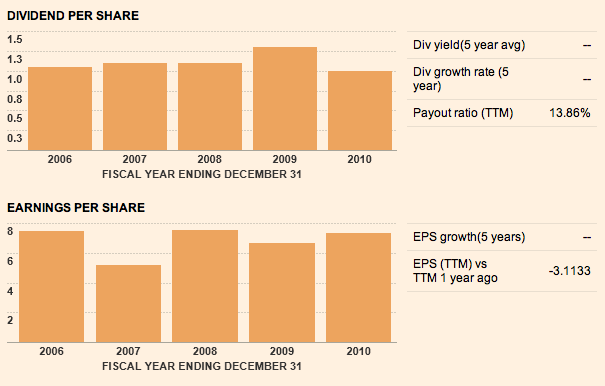 DIVIDEND PER SHARE
1.5
1.3
1.0
0.8
0.5
0.3
2006 2007 2008 2009 2010
FISCAL YEAR ENDING DECEMBER 31
Div yield(5 year avg) --
Div growth rate (5
year) --
Payout ratio (TTM) 13.86%
EARNINGS PER SHARE
8
6
4
2
2006 2007 2008 2009 2010
FISCAL YEAR ENDING DECEMBER 31
EPS growth(5 years) --
EPS (TTM) vs
TTM 1 year ago -3.1133